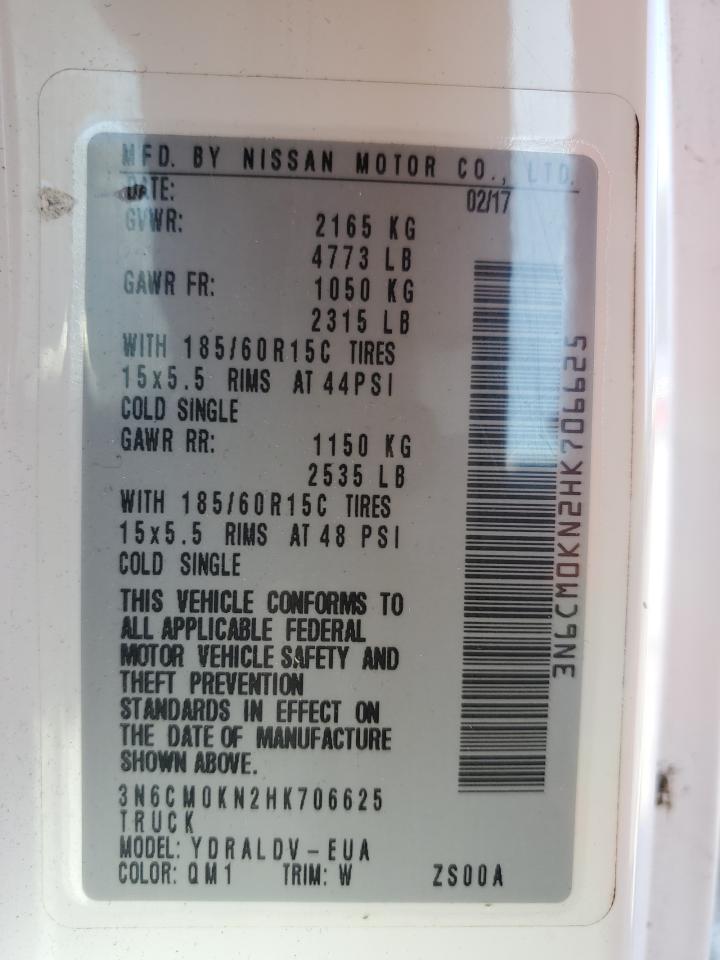 MFD. BY NISSAN MOTOR CO., LTD.
DATE: 02/17
GVWR: 2165 KG
4773 LB
GAWR FR: 1050 KG
2315 LB
WITH 185/60R15C TIRES
15x5.5 RIMS AT 44PSI
COLD SINGLE
GAWR RR: 1150 KG
2535 LB
WITH 185/60R15C TIRES
15x5.5 RIMS AT 48 PSI
COLD SINGLE
THIS VEHICLE CONFORMS TO
ALL APPLICABLE FEDERAL
MOTOR VEHICLE SAFETY AND
THEFT PREVENTION
STANDARDS IN EFFECT ON
THE DATE OF MANUFACTURE
SHOWN ABOVE.
3N6CM0KN2HK706625
TRUCK
MODEL: YDRALDV-EUA
COLOR: QM1 TRIM: W ZS00A
3N6CM0KN2HK706625